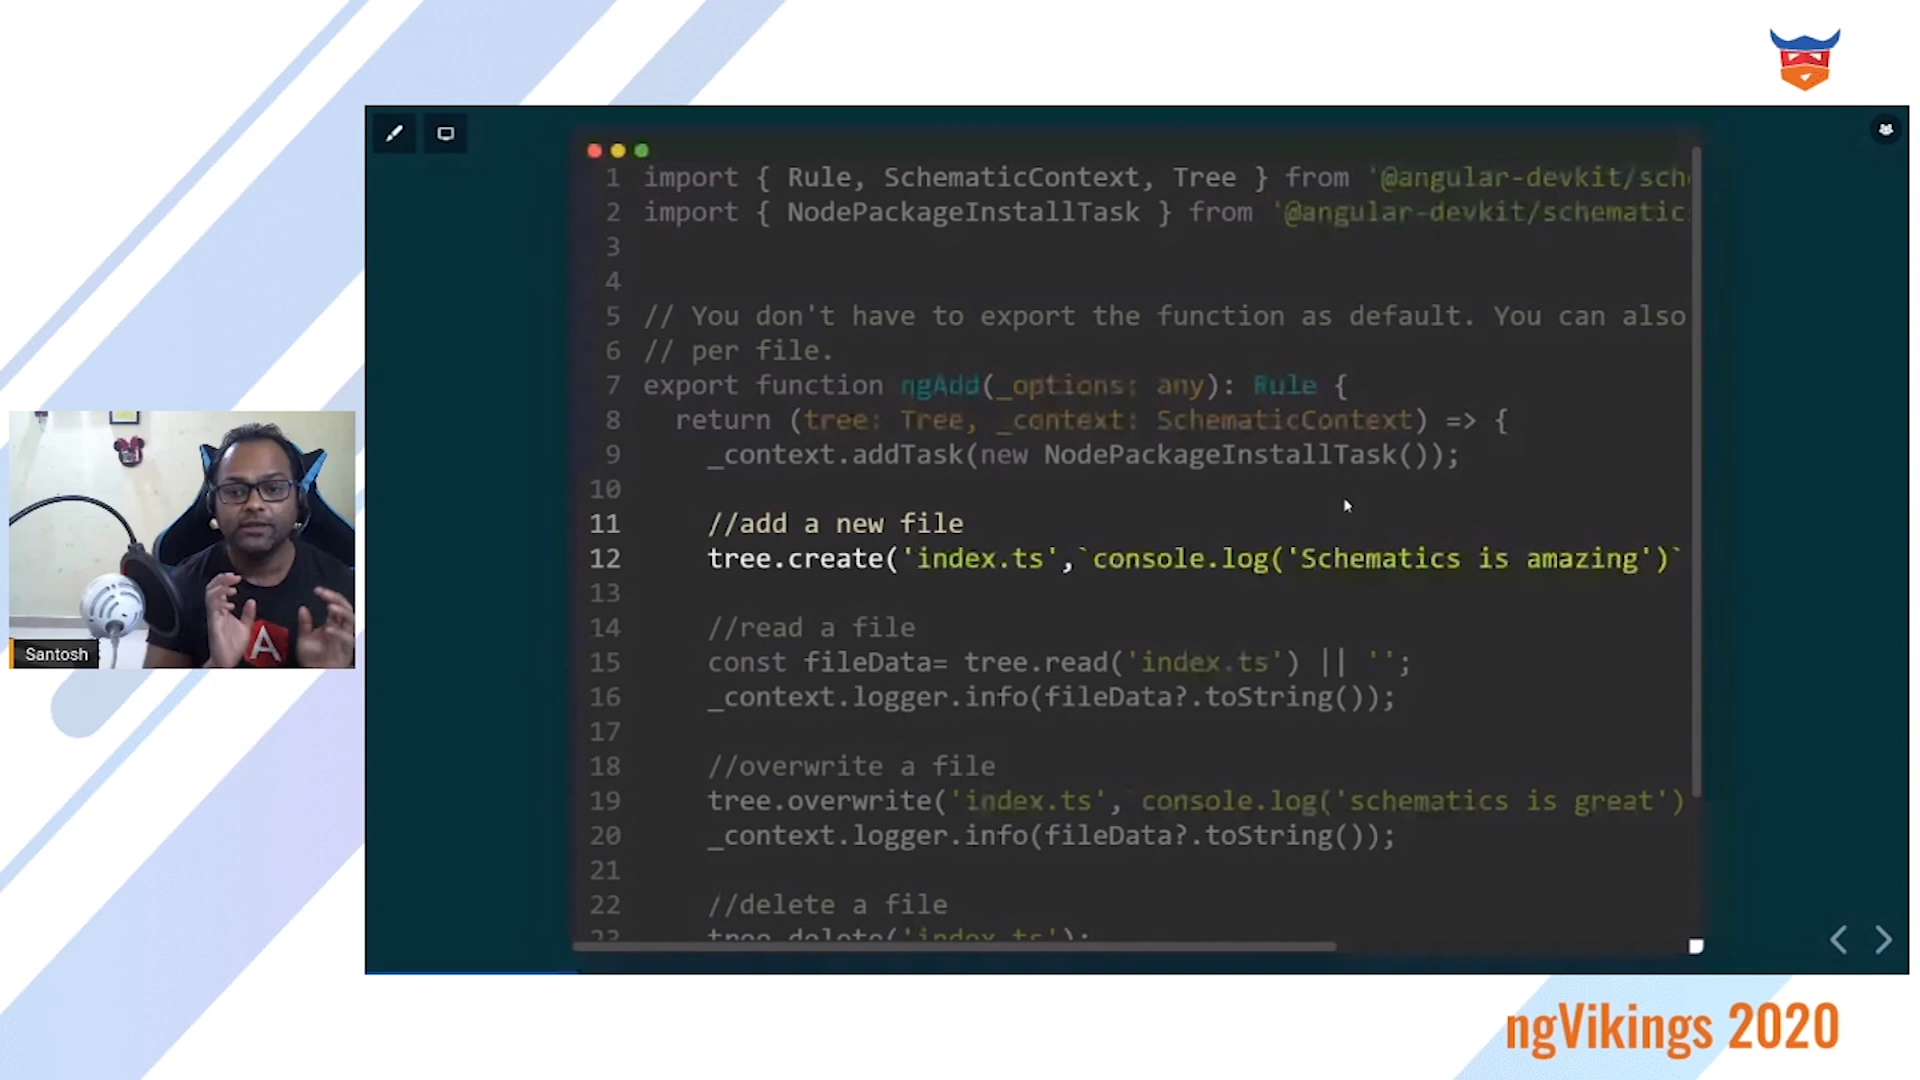 1 import { Rule, SchematicContext, Tree } from '@angular-devkit/sch
2 import { NodePackageInstallTask } from '@angular-devkit/schematic
3
4
5 // You don't have to export the function as default. You can also
6 // per file.
7 export function ngAdd(_options: any): Rule {
8 return (tree: Tree, _context: SchematicContext) => {
9 _context.addTask(new NodePackageInstallTask());
10
11 //add a new file
12 tree.create('index.ts',`console.log('Schematics is amazing')`
13
14 //read a file
15 const fileData= tree.read('index.ts') || '';
16 _context.logger.info(fileData?.toString());
17
18 //overwrite a file
19 tree.overwrite('index.ts',`console.log('schematics is great')
20 _context.logger.info(fileData?.toString());
21
22 //delete a file
23 tree.delete('index.ts');
Santosh
ngVikings 2020